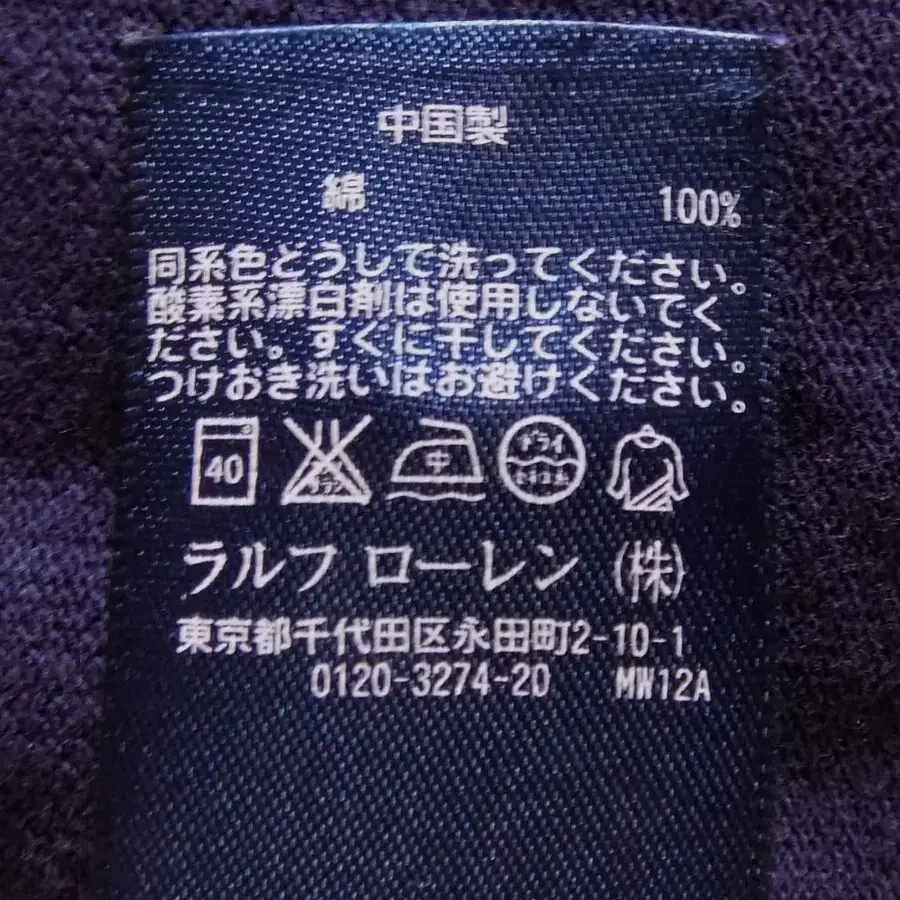 中国製
綿 100%
同系色どうして洗ってください。
酸素系漂白剤は使用しないてく
ださい。すぐに干してください。
つけおき洗いはお避けください。
40 中 ドライ
ラルフ ローレン (株)
東京都千代田区永田町2-10-1
0120-3274-20 MW12A